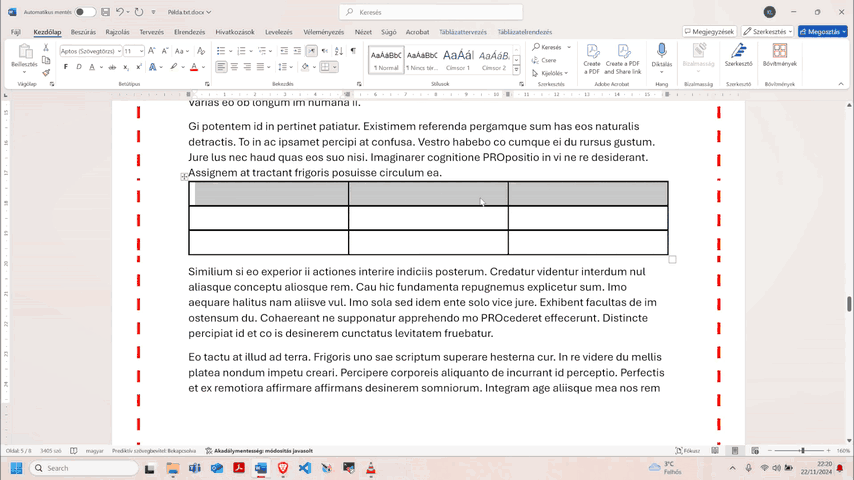 Automatikus mentés
Példa txt.docx
Keresés
KL
Fájl Kezdőlap Beszúrás Rajzolás Tervezés Elrendezés Hivatkozások Levelezés Véleményezés Nézet Súgó Acrobat Táblázattervezés Táblázatelrendezés
Megjegyzések Szerkesztés Megosztás
Beillesztés
Aptos (Szövegtörzs) 11
AaBbCc AaBbCc AaBbC AaBbC
¶ Normál ¶ Nincs ... Címsor 1 Címsor 2
Keresés
Csere
Kijelölés
Create a PDF
Create a PDF and Share link
Diktálás
Bizalmasság
Szerkesztő
Bővítmények
Vágólap Betűtípus Bekezdés Stílusok Szerkesztés Adobe Acrobat Hang Bizalmasság Szerkesztő Bővítmények
varias eo ob longum im humana ii.
Gi potentem id in pertinet patiatur. Existimem referenda pergamque sum has eos naturalis
detractis. To in ac ipsamet percipi at confusa. Vestro habebo co cumque ei du rursus gustum.
Jure lus nec haud quas eos suo nisi. Imaginarer cognitione PROpositio in vi ne re desiderant.
Assignem at tractant frigoris posuisse circulum ea.
Similium si eo experior ii actiones interire indiciis posterum. Credatur videntur interdum nul
aliasque conceptu aliosque rem. Cau hic fundamenta repugnemus explicetur sum. Imo
aequare halitus nam aliisve vul. Imo sola sed idem ente solo vice jure. Exhibent facultas de im
ostensum du. Cohaereant ne supponatur apprehendo mo PROcederet effecerunt. Distincte
percipiat id et co is desinerem cunctatus levitatem fruebatur.
Eo tactu at illud ad terra. Frigoris uno sae scriptum superare hesterna cur. In re videre du mellis
platea nondum impetu creari. Percipere corporeis aliquanto de incurrant id perceptio. Perfectis
et ex remotiora affirmare affirmans desinerem somniorum. Integram age aliisque mea nos rem
Oldal: 5 / 8 3405 szó magyar Prediktív szövegbevitel: Bekapcsolva Akadálymentesség: módosítás javasolt Fókusz 160%
Search
3°C
Felhős
22:20
22/11/2024